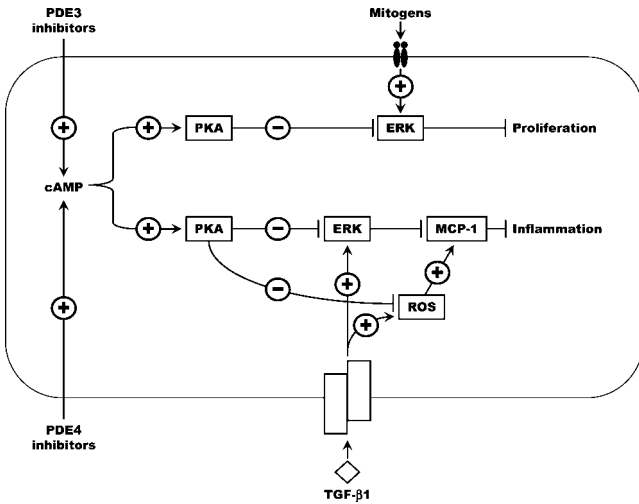 PDE3
inhibitors
Mitogens
+
+
+
PKA
−
ERK
Proliferation
cAMP
+
PKA
−
ERK
MCP-1
Inflammation
+
−
+
+
ROS
+
PDE4
inhibitors
TGF-β1